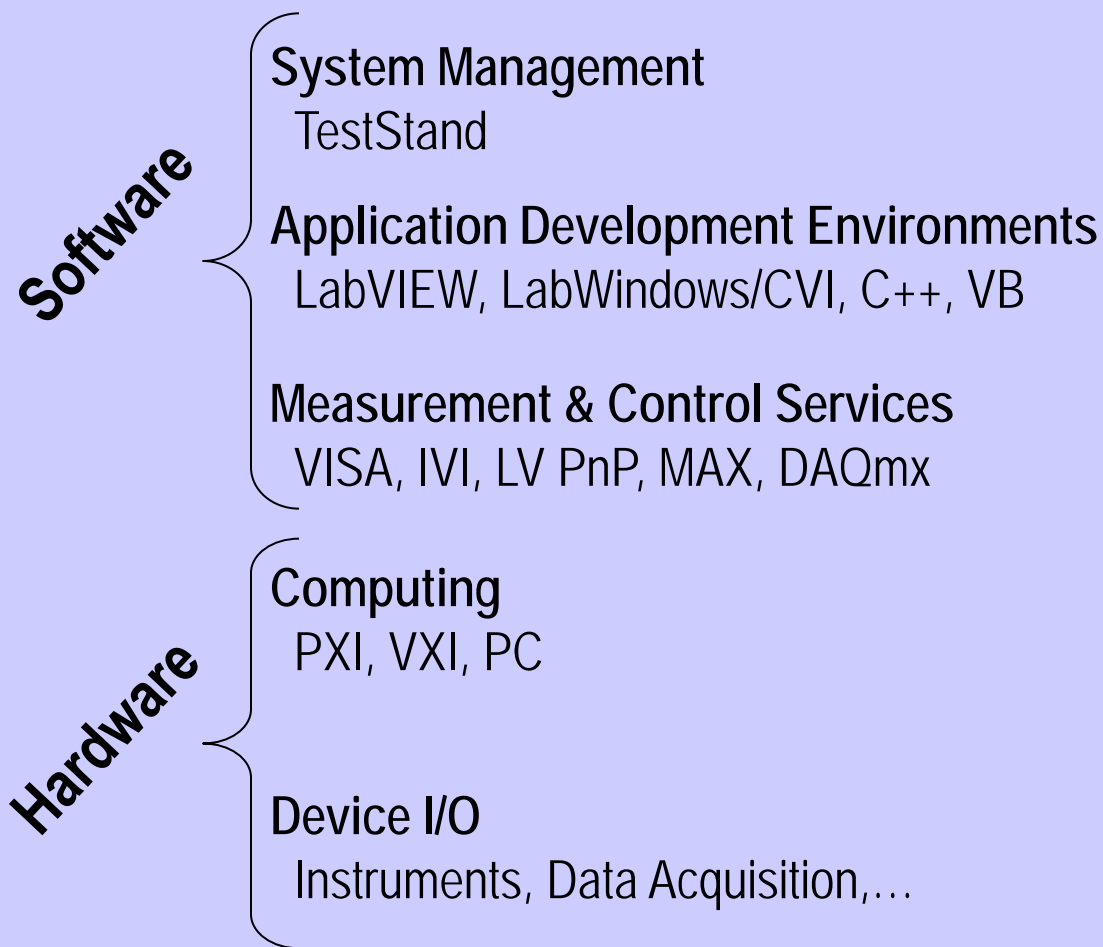 Software
System Management
TestStand
Application Development Environments
LabVIEW, LabWindows/CVI, C++, VB
Measurement & Control Services
VISA, IVI, LV PnP, MAX, DAQmx
Hardware
Computing
PXI, VXI, PC
Device I/O
Instruments, Data Acquisition,…